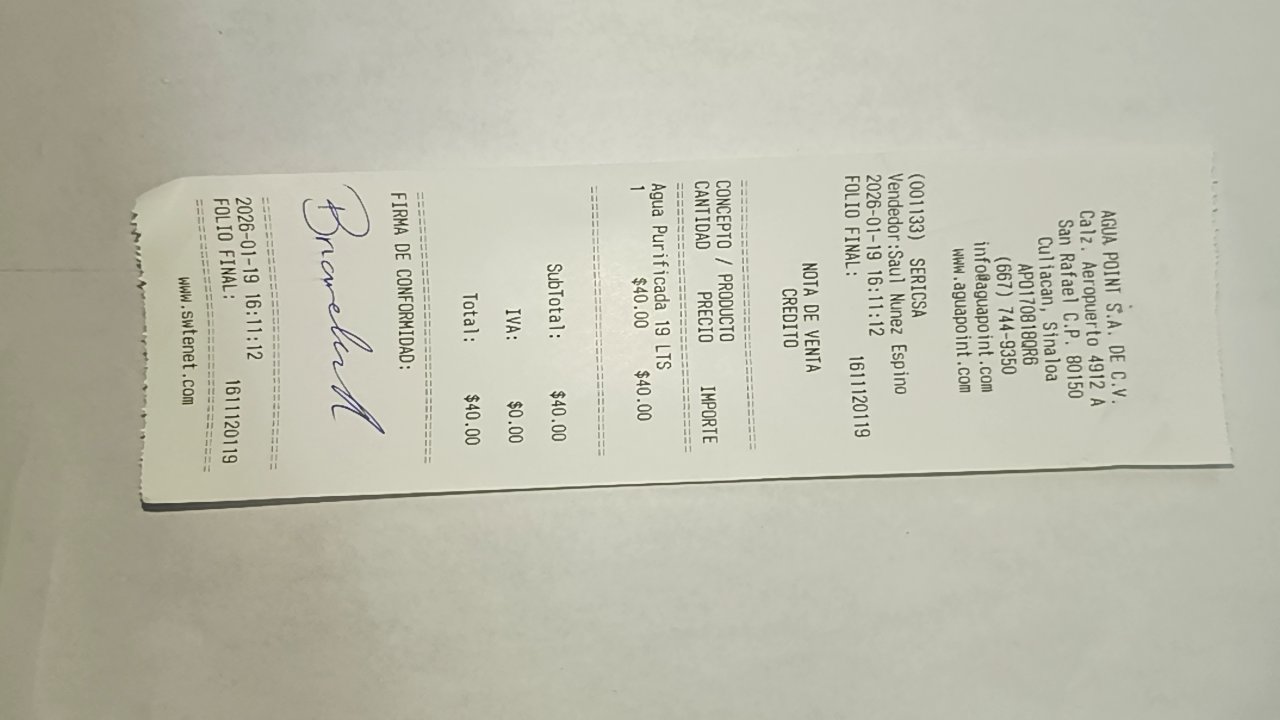 AGUA POINT S.A. DE C.V.
Calz. Aeropuerto 4912 A
San Rafael C.P. 80150
Culiacan, Sinaloa
APO170819QR6
(667) 744-9350
info@aguapoint.com
www.aguapoint.com
(001133) SERICSA
Vendedor:Saul Nunez Espino
2026-01-19 16:11:12
FOLIO FINAL: 1611120119
NOTA DE VENTA
CREDITO
CONCEPTO / PRODUCTO
CANTIDAD PRECIO IMPORTE
Agua Purificada 19 LTS
1 $40.00 $40.00
SubTotal: $40.00
IVA: $0.00
Total: $40.00
FIRMA DE CONFORMIDAD:
2026-01-19 16:11:12
FOLIO FINAL: 1611120119
www.swtenet.com